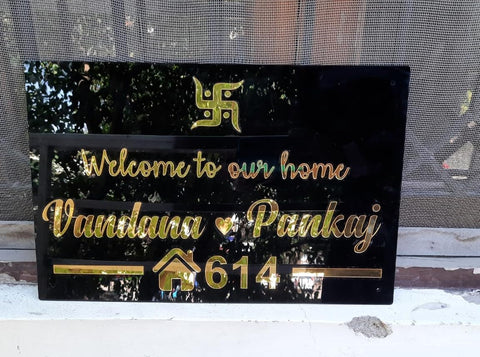 Welcome to our home
Vandana Pankaj
614